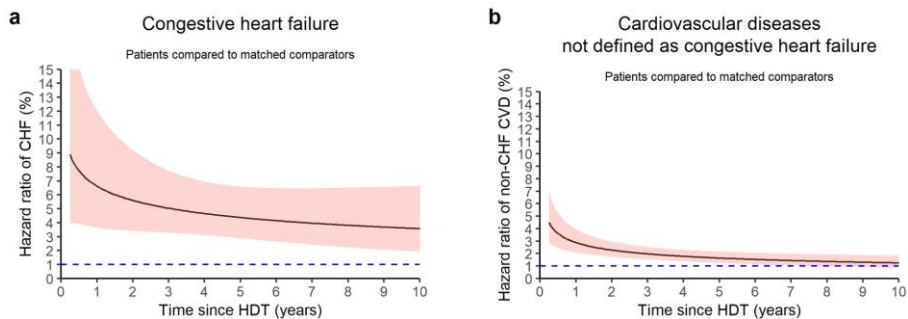 a
Congestive heart failure
Patients compared to matched comparators
Hazard ratio of CHF (%)
15
14
13
12
11
10
9
8
7
6
5
4
3
2
1
0
0 1 2 3 4 5 6 7 8 9 10
Time since HDT (years)
b
Cardiovascular diseases
not defined as congestive heart failure
Patients compared to matched comparators
Hazard ratio of non-CHF CVD (%)
15
14
13
12
11
10
9
8
7
6
5
4
3
2
1
0
0 1 2 3 4 5 6 7 8 9 10
Time since HDT (years)